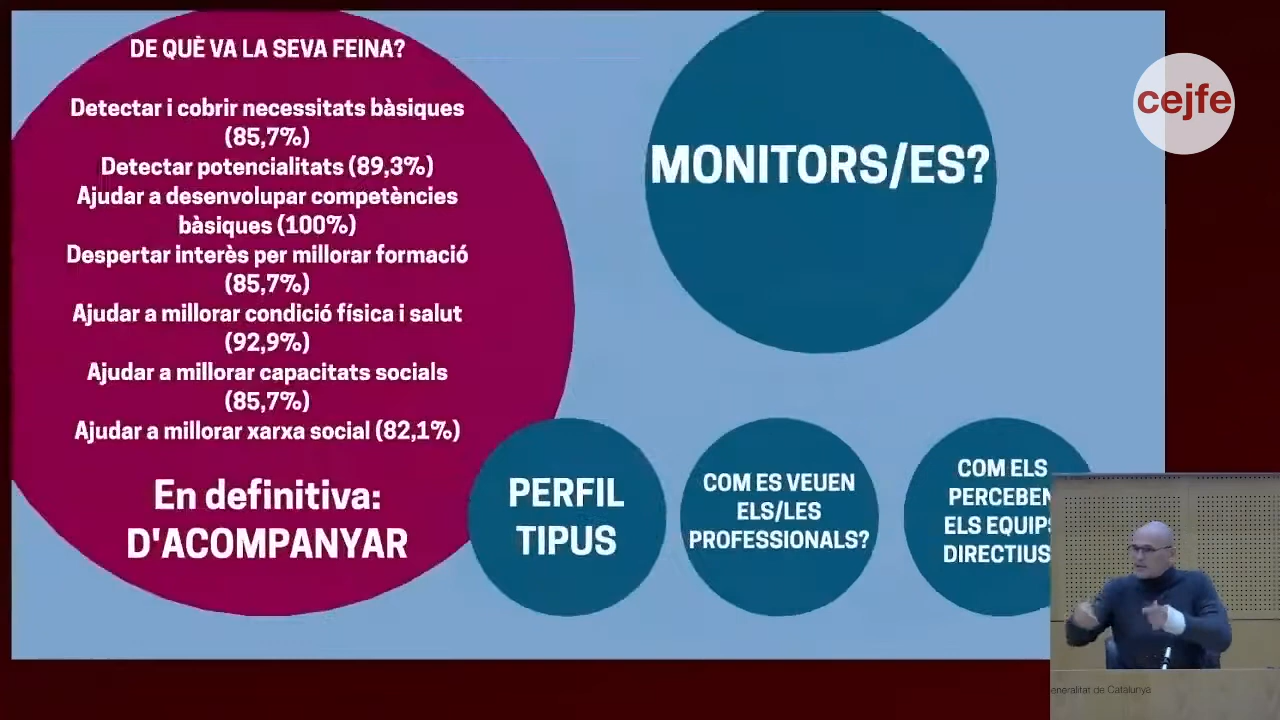 DE QUÈ VA LA SEVA FEINA?
Detectar i cobrir necessitats bàsiques
(85,7%)
Detectar potencialitats (89,3%)
Ajudar a desenvolupar competències
bàsiques (100%)
Despertar interès per millorar formació
(85,7%)
Ajudar a millorar condició física i salut
(92,9%)
Ajudar a millorar capacitats socials
(85,7%)
Ajudar a millorar xarxa social (82,1%)
En definitiva:
D'ACOMPANYAR
MONITORS/ES?
cejfe
PERFIL
TIPUS
COM ES VEUEN
ELS/LES
PROFESSIONALS?
COM ELS
PERCEBEN
ELS EQUIPS
DIRECTIUS
eneralitat de Catalunya